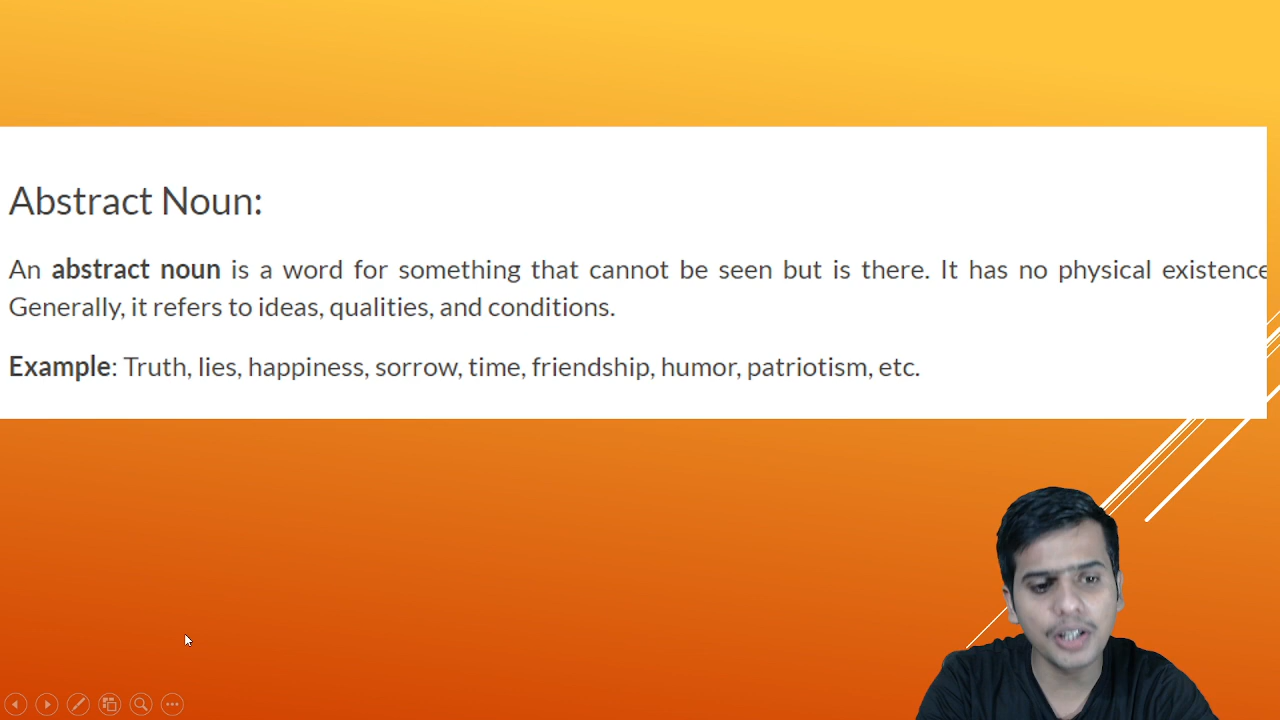 Abstract Noun:
An abstract noun is a word for something that cannot be seen but is there. It has no physical existence
Generally, it refers to ideas, qualities, and conditions.
Example: Truth, lies, happiness, sorrow, time, friendship, humor, patriotism, etc.